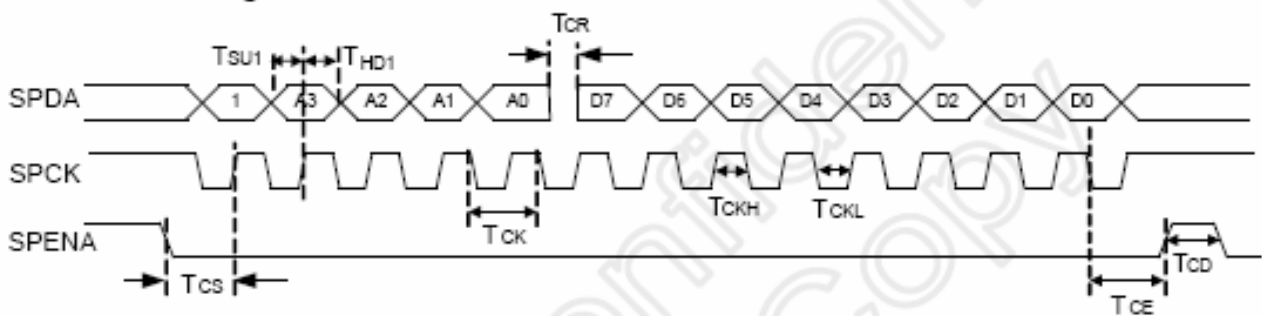 TCR
TSU1 THD1
SPDA 1 A3 A2 A1 A0 D7 D6 D5 D4 D3 D2 D1 D0
SPCK
TCKH TCKL
TCK
SPENA
TCS
TCD
TCE
Copy